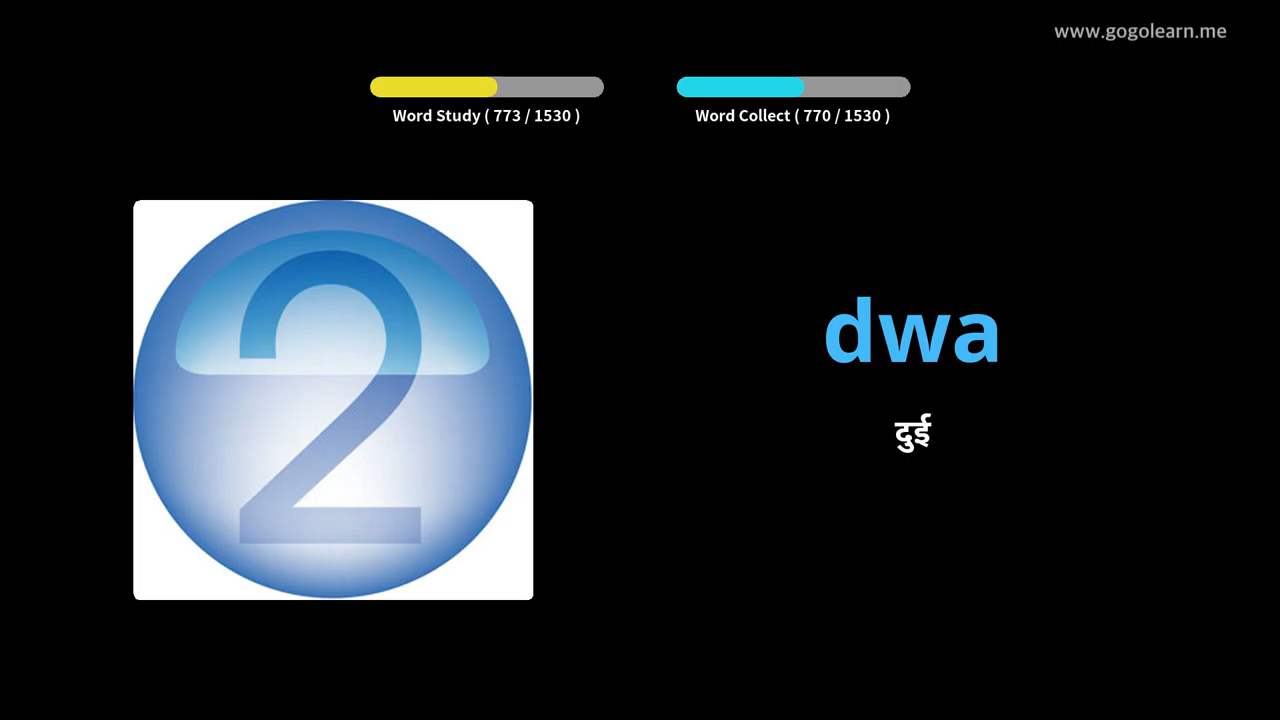 www.gogolearn.me
Word Study ( 773 / 1530 )
Word Collect ( 770 / 1530 )
2
dwa
दुई